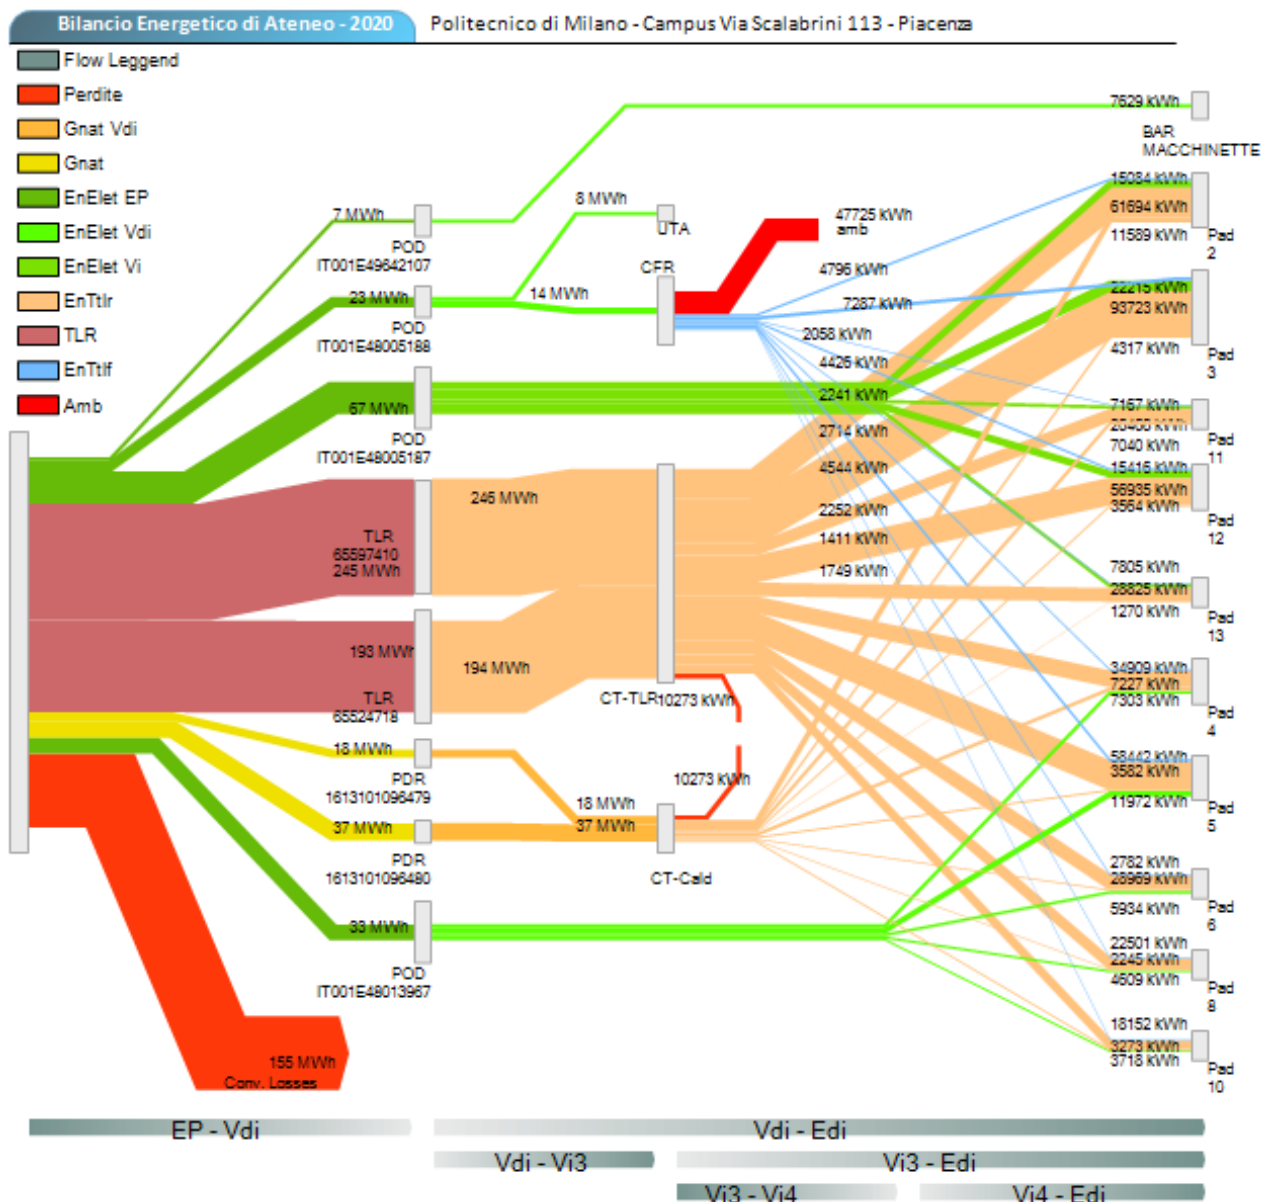 Bilancio Energetico di Ateneo - 2020
Politecnico di Milano - Campus Via Scalabrini 113 - Piacenza
Flow Leggend
Perdite
Gnat Vdi
Gnat
EnElet EP
EnElet Vdi
EnElet Vi
EnTtlr
TLR
EnTtlf
Amb
7 MWh
POD
IT001E49642107
23 MWh
POD
IT001E48005188
67 MWh
POD
IT001E48005187
TLR
65597410
245 MWh
193 MWh
TLR
65524718
18 MWh
PDR
1613101096479
37 MWh
PDR
1613101096480
33 MWh
POD
IT001E48013967
155 MWh
Conv. Losses
8 MWh
UTA
CFR
14 MWh
47725 kWh
amb
246 MWh
194 MWh
CT-TLR
10273 kWh
10273 kWh
18 MWh
37 MWh
CT-Cald
4796 kWh
7287 kWh
2058 kWh
4426 kWh
2241 kWh
2714 kWh
4544 kWh
2252 kWh
1411 kWh
1749 kWh
7629 kWh
BAR
MACCHINETTE
15084 kWh
61694 kWh
11589 kWh
Pad
2
22215 kWh
93723 kWh
4317 kWh
Pad
3
7167 kWh
kWh
7040 kWh
Pad
11
15416 kWh
56935 kWh
3564 kWh
Pad
12
7805 kWh
28825 kWh
1270 kWh
Pad
13
34909 kWh
7227 kWh
7303 kWh
Pad
4
58442 kWh
3582 kWh
11972 kWh
Pad
5
2782 kWh
28969 kWh
5934 kWh
Pad
6
22501 kWh
2245 kWh
4609 kWh
Pad
8
18152 kWh
3273 kWh
3718 kWh
Pad
10
EP - Vdi
Vdi - Edi
Vdi - Vi3
Vi3 - Edi
Vi3 - Vi4
Vi4 - Edi